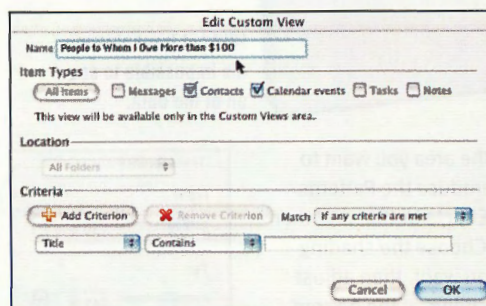 Edit Custom View
Name People to Whom I Owe More than $100
Item Types
All Items Messages Contacts Calendar events Tasks Notes
This view will be available only in the Custom Views area.
Location
All Folders
Criteria
Add Criterion Remove Criterion Match If any criteria are met
Title Contains
Cancel OK